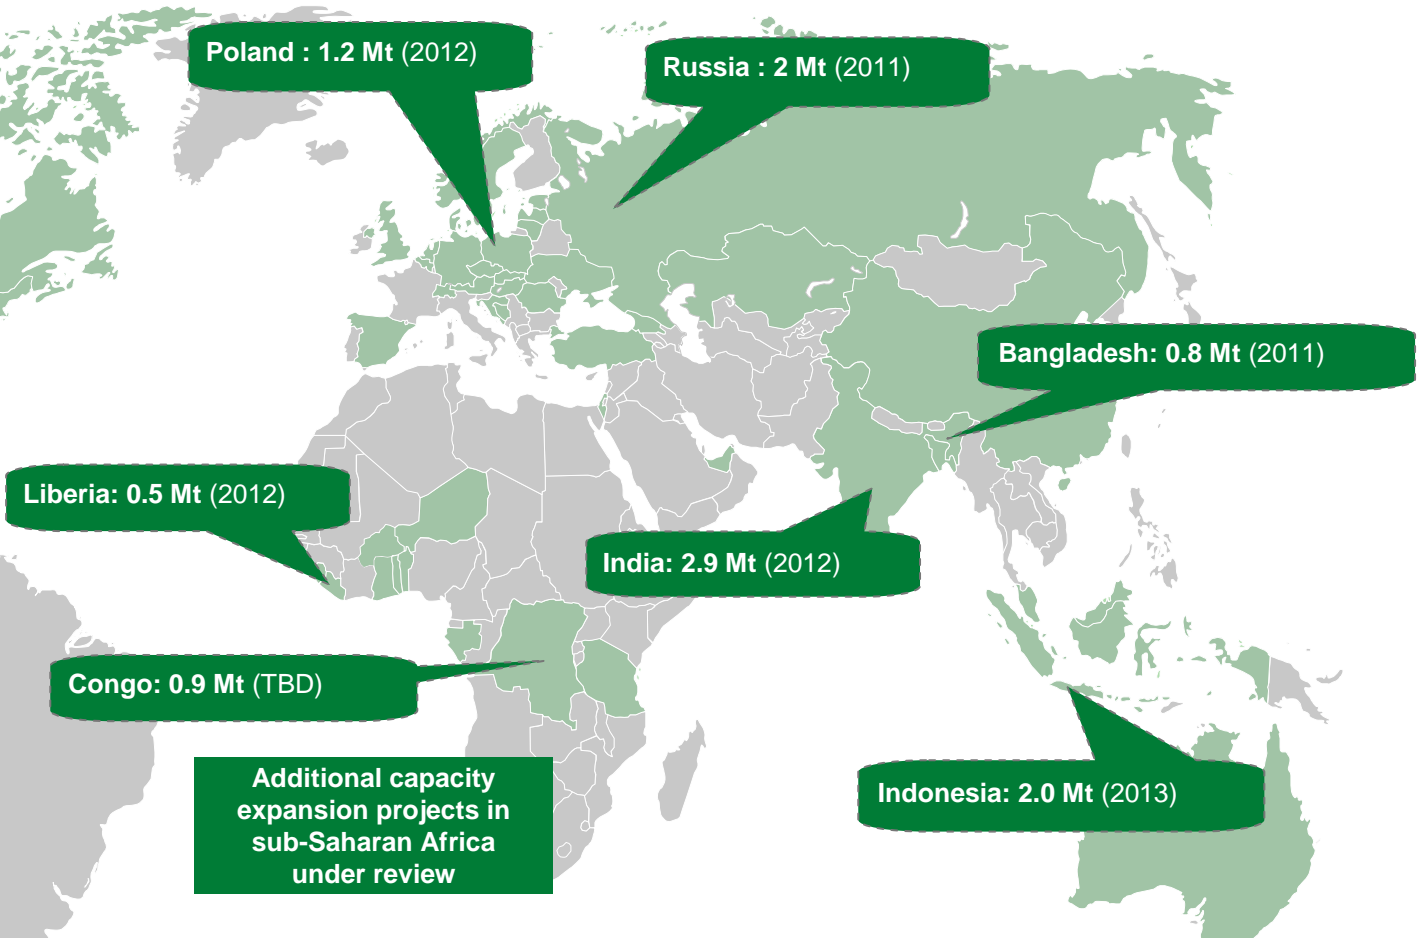 Poland : 1.2 Mt (2012)
Russia : 2 Mt (2011)
Bangladesh: 0.8 Mt (2011)
Liberia: 0.5 Mt (2012)
India: 2.9 Mt (2012)
Congo: 0.9 Mt (TBD)
Indonesia: 2.0 Mt (2013)
Additional capacity
expansion projects in
sub-Saharan Africa
under review